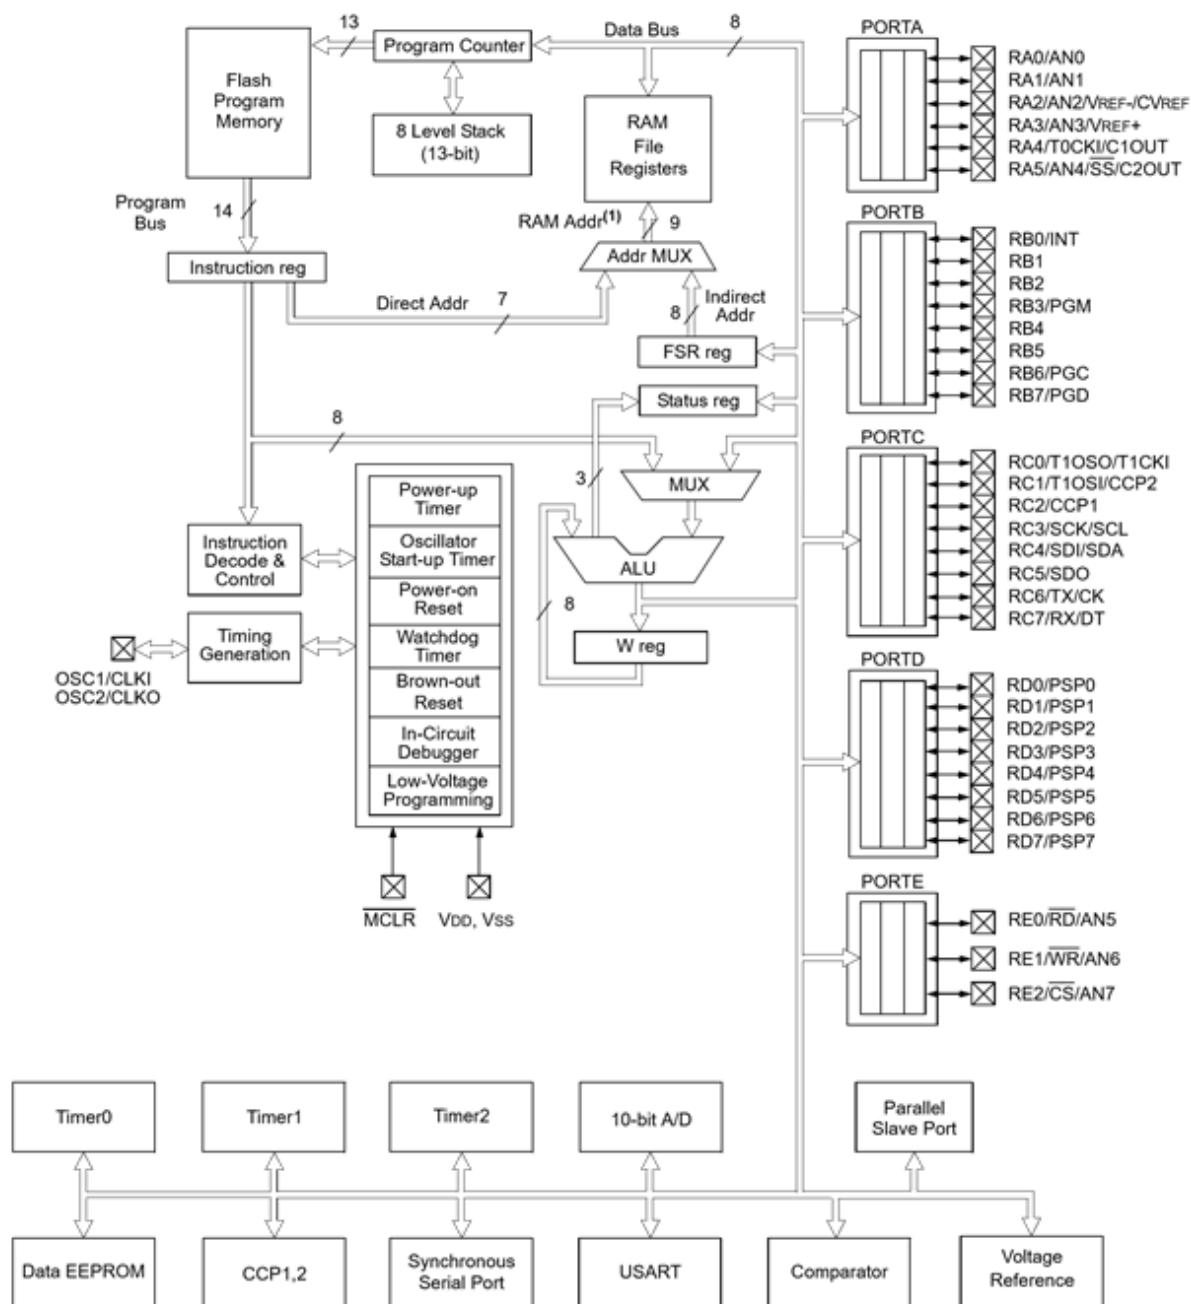 13
Data Bus
8
PORTA
Flash
Program
Memory
Program Counter
8 Level Stack
(13-bit)
RAM
File
Registers
RA0/AN0
RA1/AN1
RA2/AN2/VREF-/CVREF
RA3/AN3/VREF+
RA4/T0CKI/C1OUT
RA5/AN4/S̅S̅/C2OUT
Program
Bus
14
RAM Addr(1)
9
PORTB
Instruction reg
Addr MUX
Direct Addr
7
8
Indirect
Addr
FSR reg
Status reg
RB0/INT
RB1
RB2
RB3/PGM
RB4
RB5
RB6/PGC
RB7/PGD
8
3
MUX
ALU
8
W reg
PORTC
RC0/T1OSO/T1CKI
RC1/T1OSI/CCP2
RC2/CCP1
RC3/SCK/SCL
RC4/SDI/SDA
RC5/SDO
RC6/TX/CK
RC7/RX/DT
Instruction
Decode &
Control
Timing
Generation
OSC1/CLKI
OSC2/CLKO
Power-up
Timer
Oscillator
Start-up Timer
Power-on
Reset
Watchdog
Timer
Brown-out
Reset
In-Circuit
Debugger
Low-Voltage
Programming
M̅C̅L̅R̅
VDD, VSS
PORTD
RD0/PSP0
RD1/PSP1
RD2/PSP2
RD3/PSP3
RD4/PSP4
RD5/PSP5
RD6/PSP6
RD7/PSP7
PORTE
RE0/R̅D̅/AN5
RE1/W̅R̅/AN6
RE2/C̅S̅/AN7
Timer0
Timer1
Timer2
10-bit A/D
Parallel
Slave Port
Data EEPROM
CCP1,2
Synchronous
Serial Port
USART
Comparator
Voltage
Reference